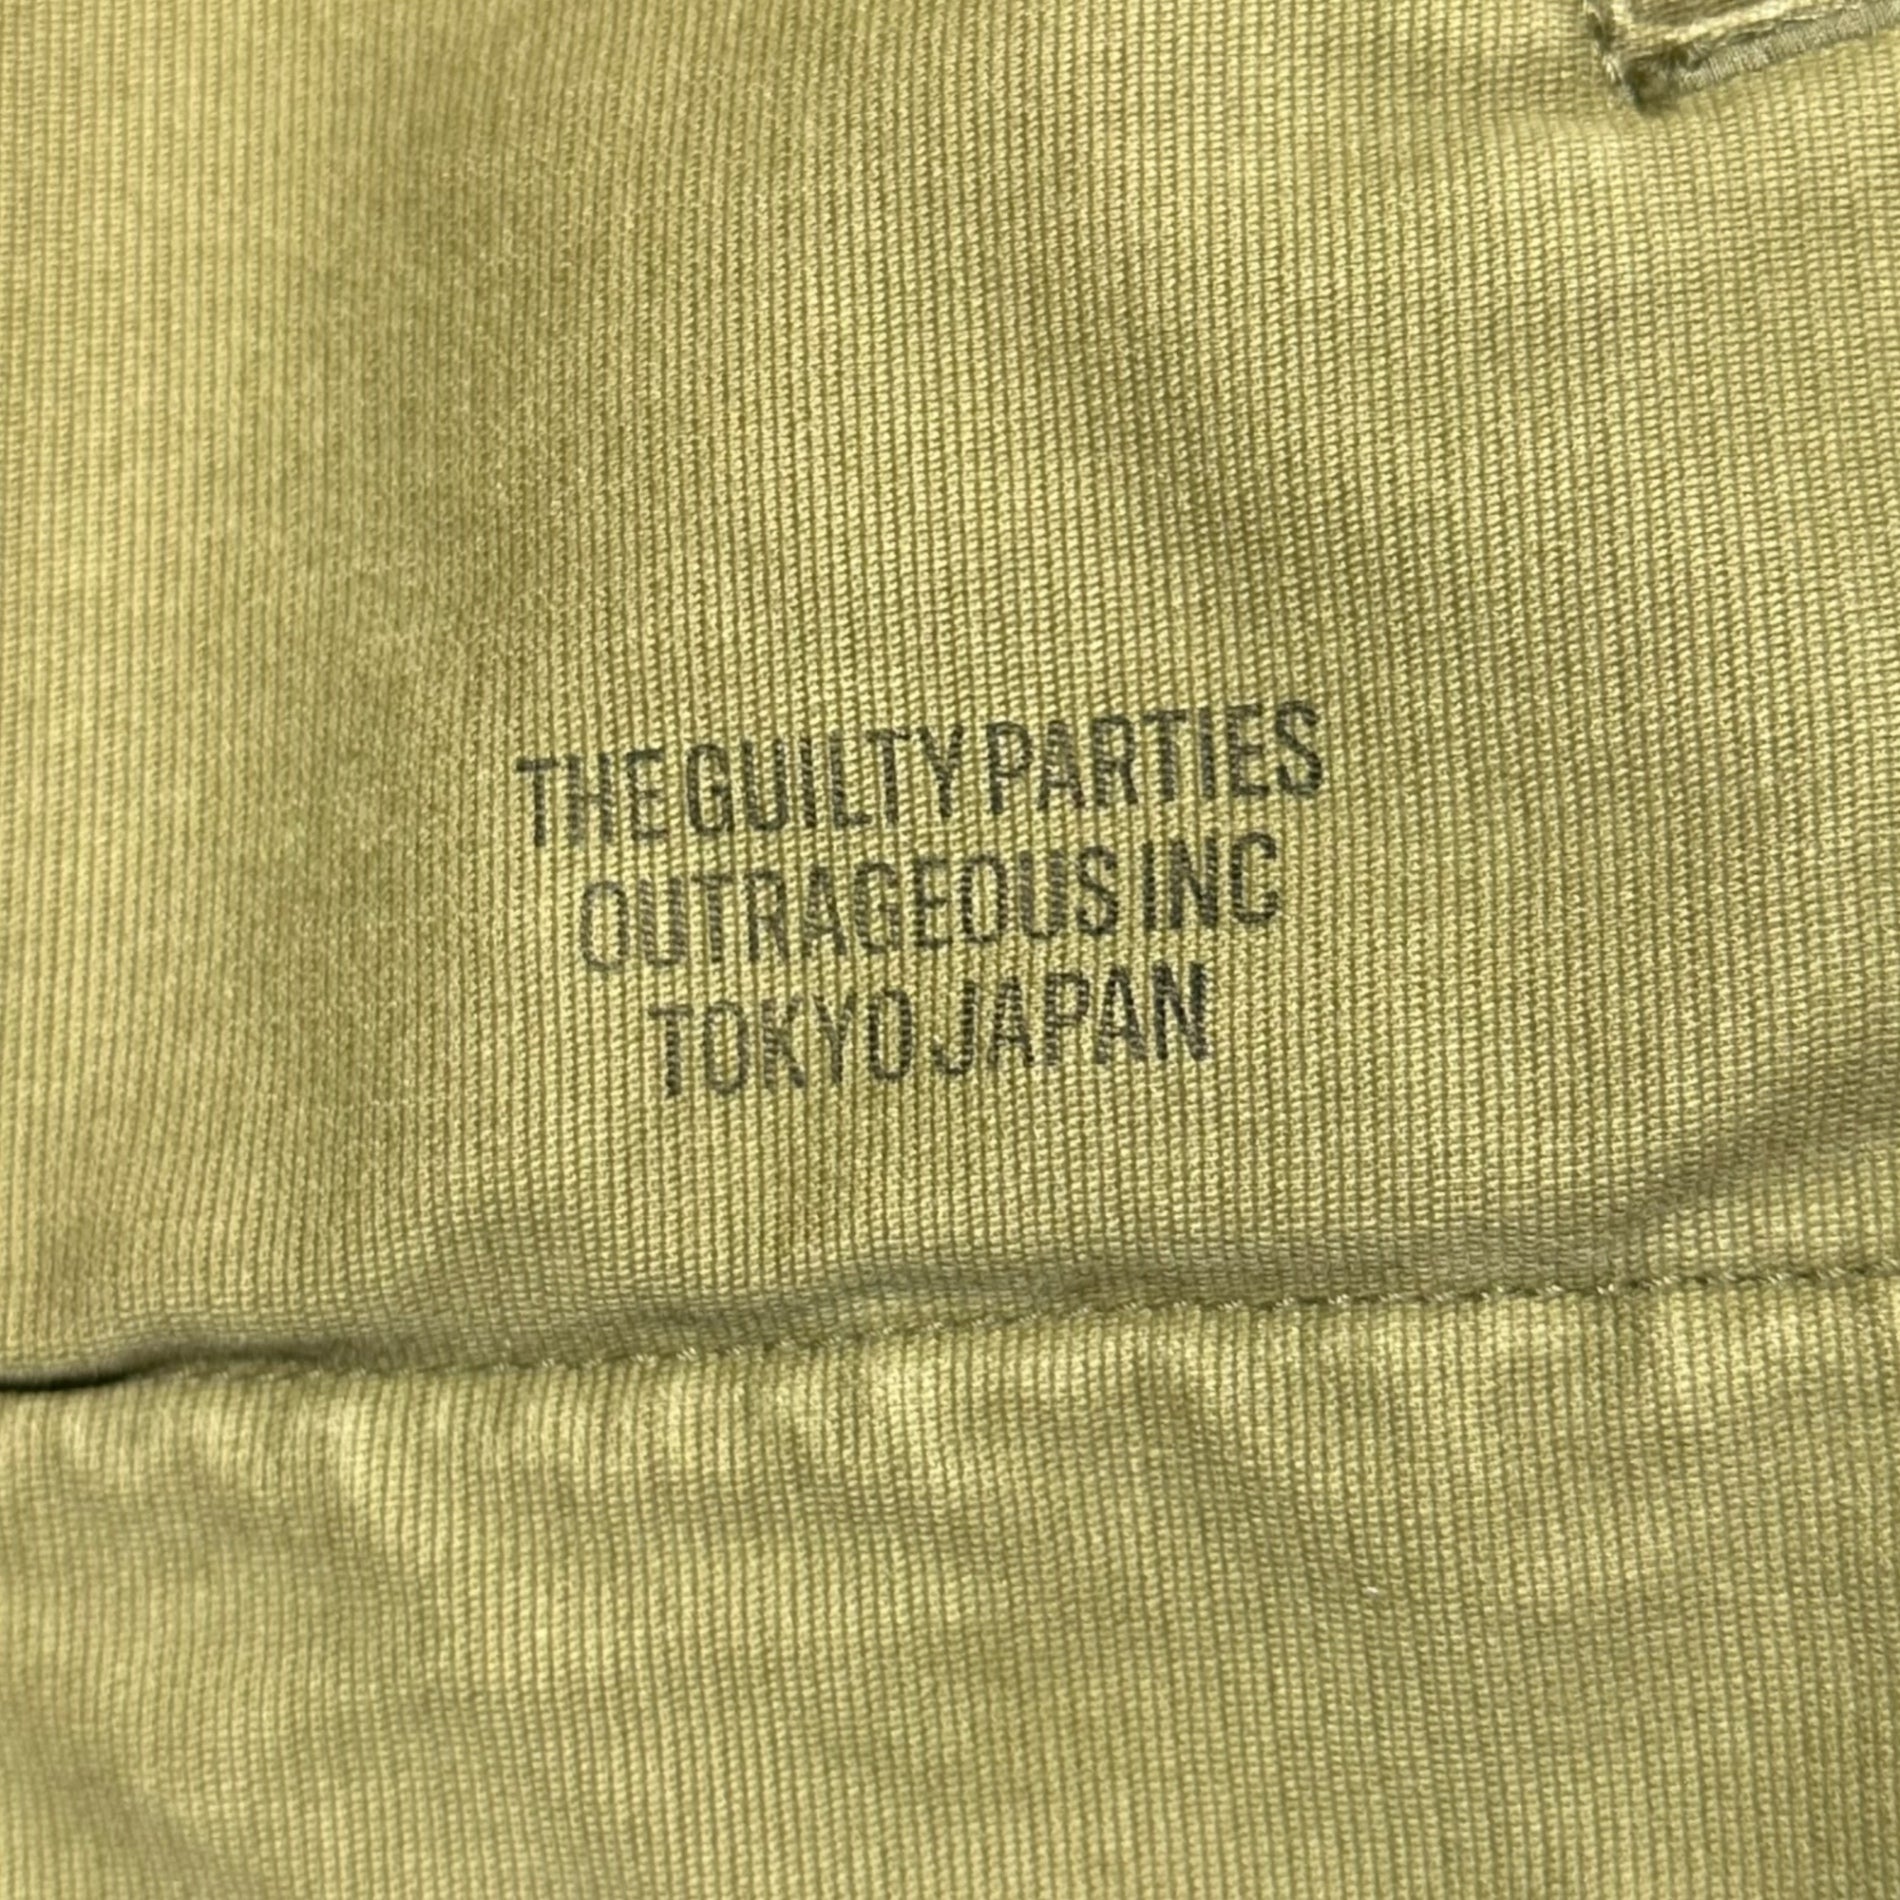 THE GUILTY PARTIES
OUTRAGEOUS INC
TOKYO JAPAN